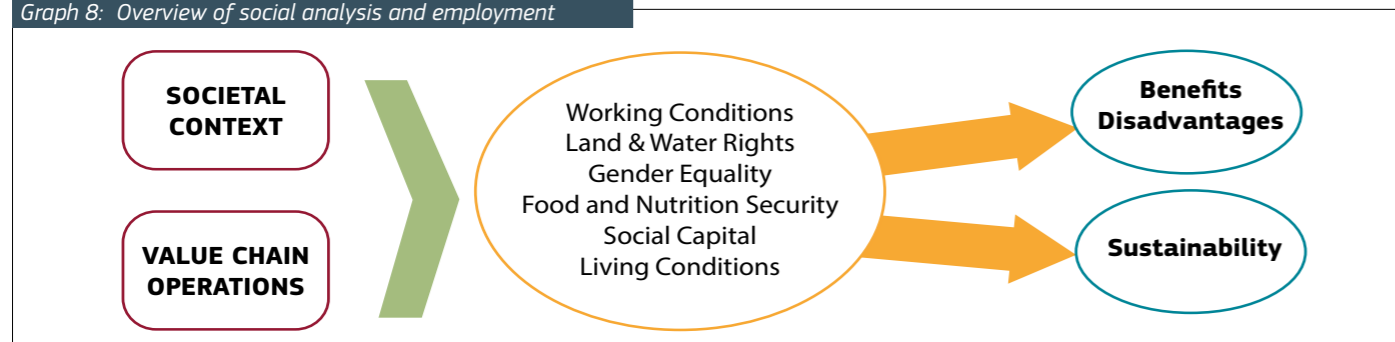 Graph 8: Overview of social analysis and employment
SOCIETAL
CONTEXT
VALUE CHAIN
OPERATIONS
Working Conditions
Land & Water Rights
Gender Equality
Food and Nutrition Security
Social Capital
Living Conditions
Benefits
Disadvantages
Sustainability